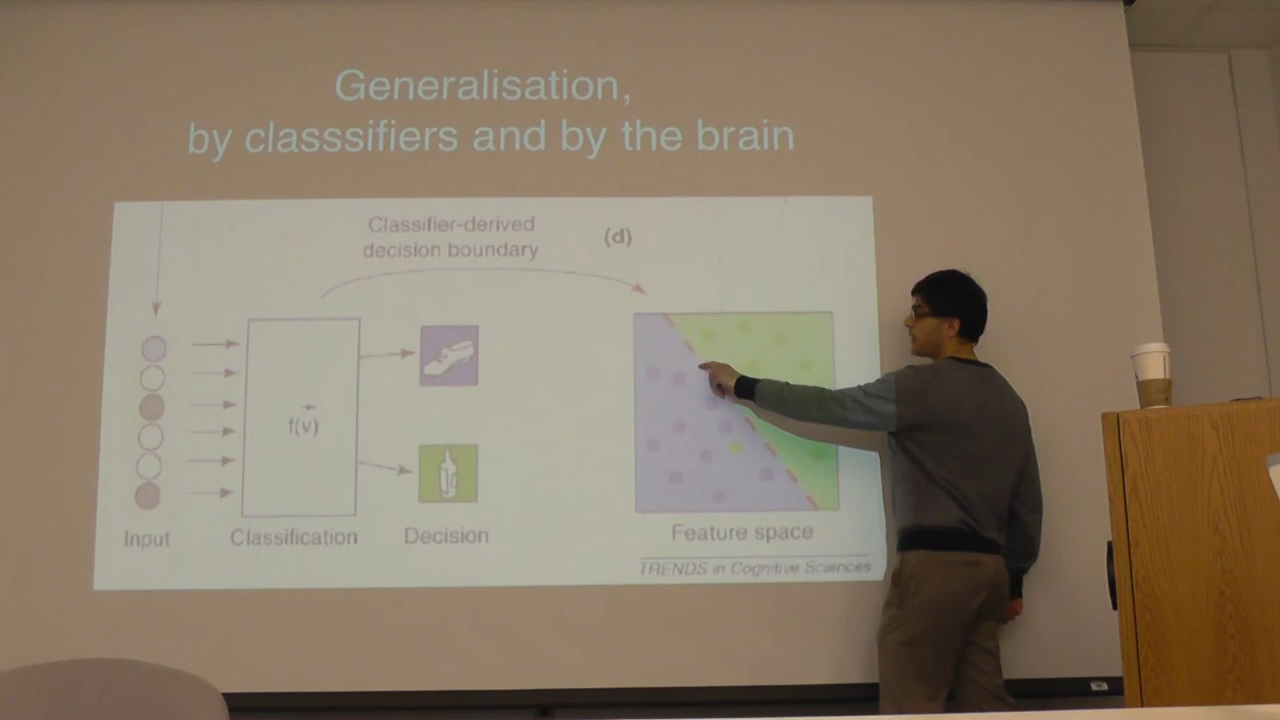 Generalisation,
by classsifiers and by the brain
Classifier-derived
decision boundary
(d)
f(v)
Input
Classification
Decision
Feature space
TRENDS in Cognitive Sciences